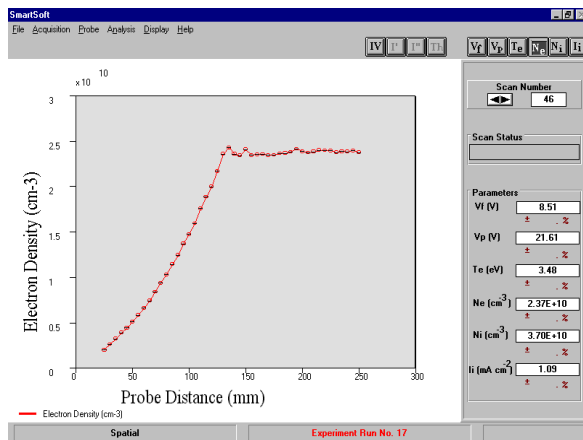 SmartSoft
File Acquisition Probe Analysis Display Help
IV I' I'' Th Vf Vp Te Ne Ni Ii
x 10 10
3
2.5
2
1.5
1
0.5
0
0 50 100 150 200 250 300
Electron Density (cm-3)
Probe Distance (mm)
Electron Density (cm-3)
Scan Number
46
Scan Status
Parameters
Vf (V) 8.51
± . %
Vp (V) 21.61
± . %
Te (eV) 3.48
± . %
Ne (cm-3) 2.37E+10
± . %
Ni (cm-3) 3.70E+10
± . %
Ii (mA cm-2) 1.09
± . %
Spatial Experiment Run No. 17